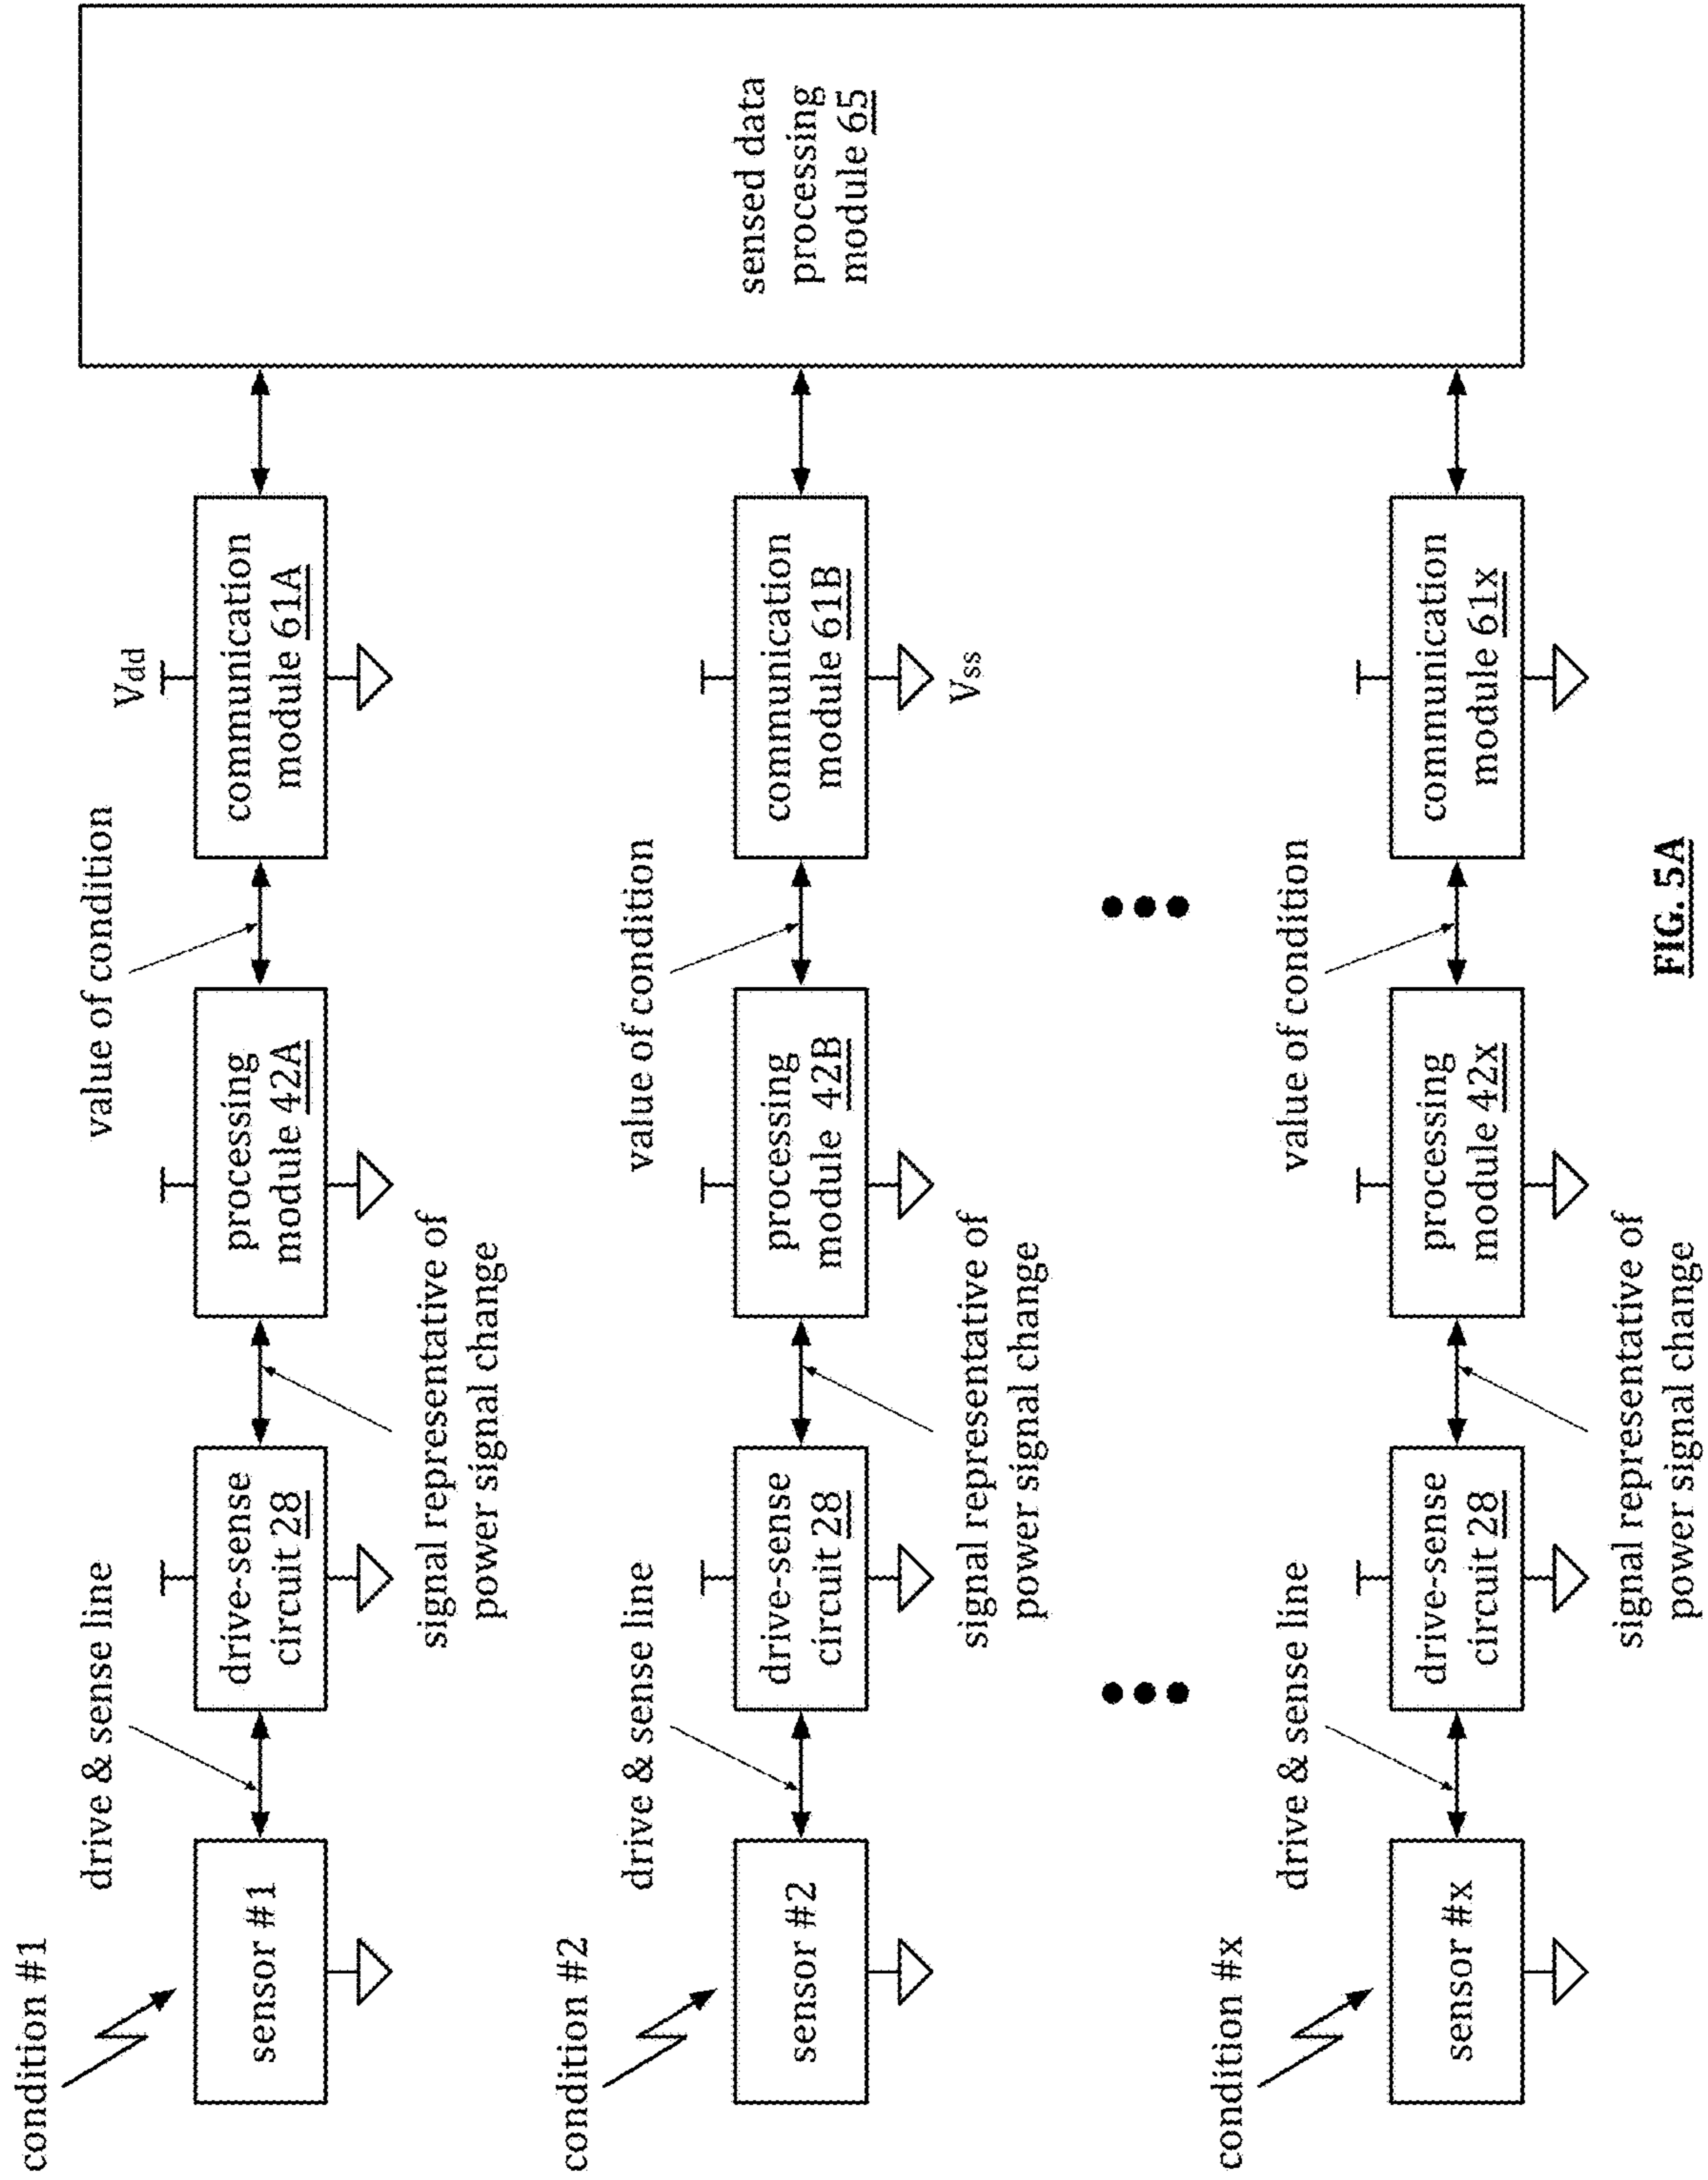 condition #1
drive & sense line
value of condition
Vdd
sensor #1
drive-sense
circuit 28
processing
module 42A
communication
module 61A
signal representative of
power signal change
sensed data
processing
module 65
condition #2
drive & sense line
value of condition
sensor #2
drive-sense
circuit 28
processing
module 42B
communication
module 61B
Vss
signal representative of
power signal change
condition #x
drive & sense line
value of condition
sensor #x
drive-sense
circuit 28
processing
module 42x
communication
module 61x
signal representative of
power signal change
FIG. 5A